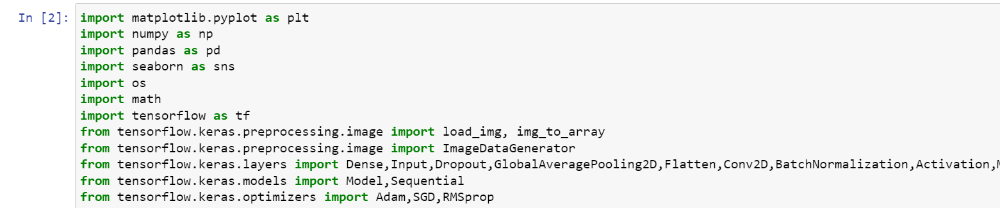 In [2]: import matplotlib.pyplot as plt
import numpy as np
import pandas as pd
import seaborn as sns
import os
import math
import tensorflow as tf
from tensorflow.keras.preprocessing.image import load_img, img_to_array
from tensorflow.keras.preprocessing.image import ImageDataGenerator
from tensorflow.keras.layers import Dense,Input,Dropout,GlobalAveragePooling2D,Flatten,Conv2D,BatchNormalization,Activation,
from tensorflow.keras.models import Model,Sequential
from tensorflow.keras.optimizers import Adam,SGD,RMSprop